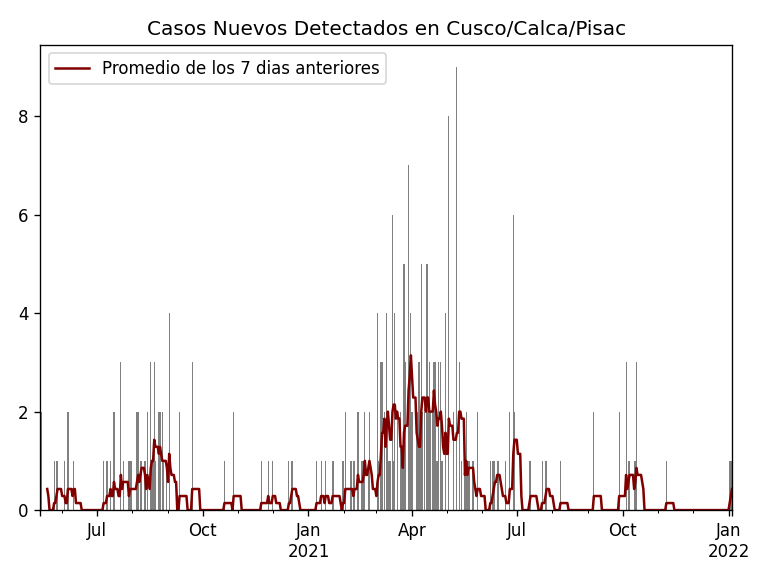 Casos Nuevos Detectados en Cusco/Calca/Pisac
Promedio de los 7 dias anteriores
8
6
4
2
0
Jul
Oct
Jan
2021
Apr
Jul
Oct
Jan
2022